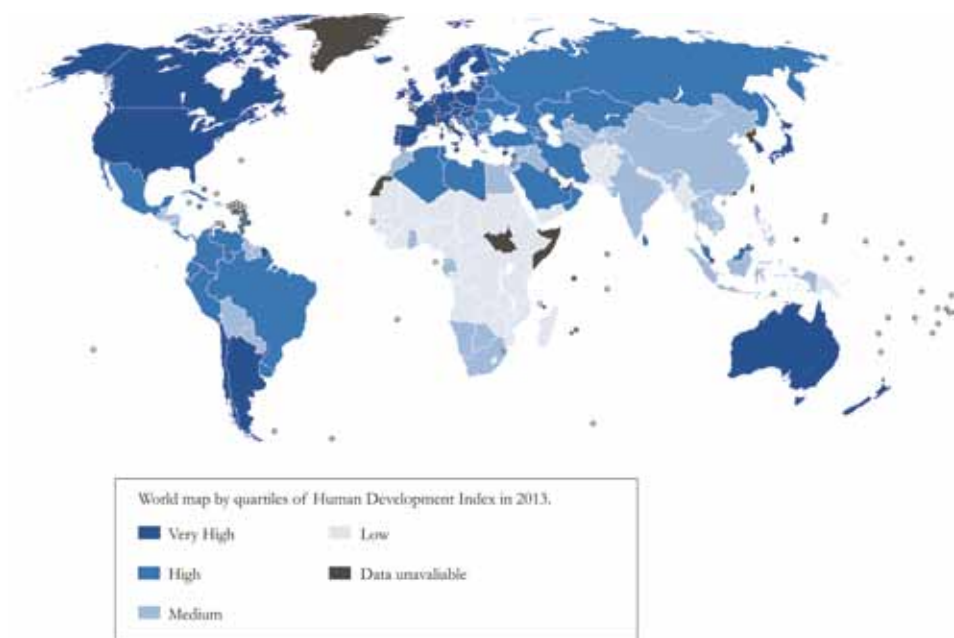 World map by quartiles of Human Development Index in 2013.
Very High
High
Medium
Low
Data unavaliable